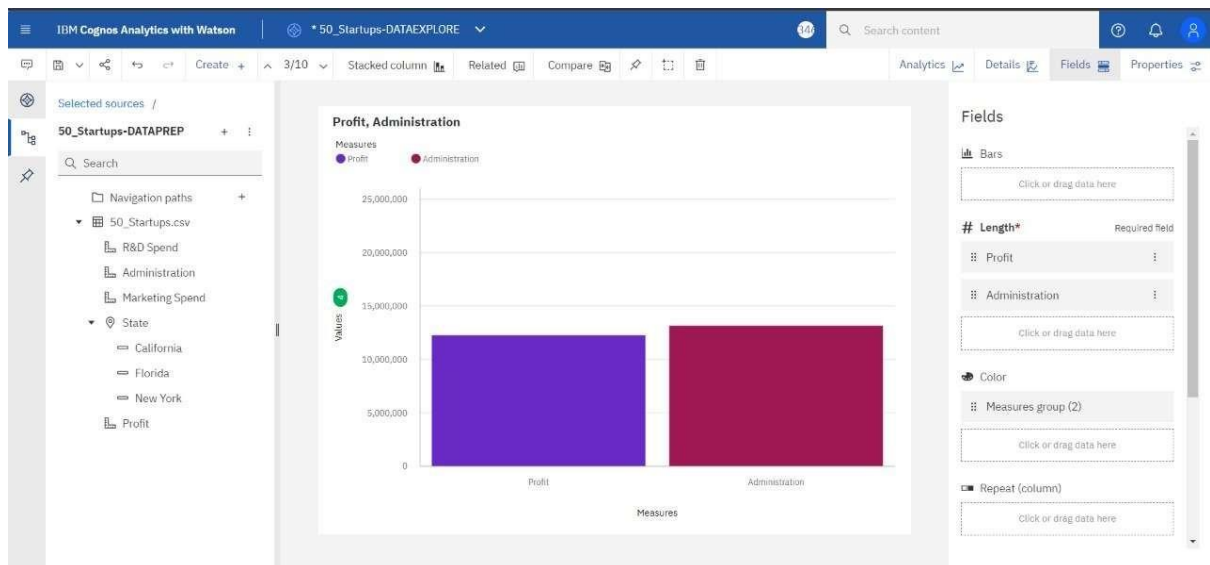 IBM Cognos Analytics with Watson
* 50_Startups-DATAEXPLORE
Search content
Create +
3/10
Stacked column
Related
Compare
Analytics
Details
Fields
Properties
Selected sources /
50_Startups-DATAPREP
Search
Navigation paths
50_Startups.csv
R&D Spend
Administration
Marketing Spend
State
California
Florida
New York
Profit
Profit, Administration
Measures
Profit Administration
25,000,000
20,000,000
15,000,000
10,000,000
5,000,000
0
Values
Profit Administration
Measures
Fields
Bars
Click or drag data here
# Length* Required field
Profit
Administration
Click or drag data here
Color
Measures group (2)
Click or drag data here
Repeat (column)
Click or drag data here